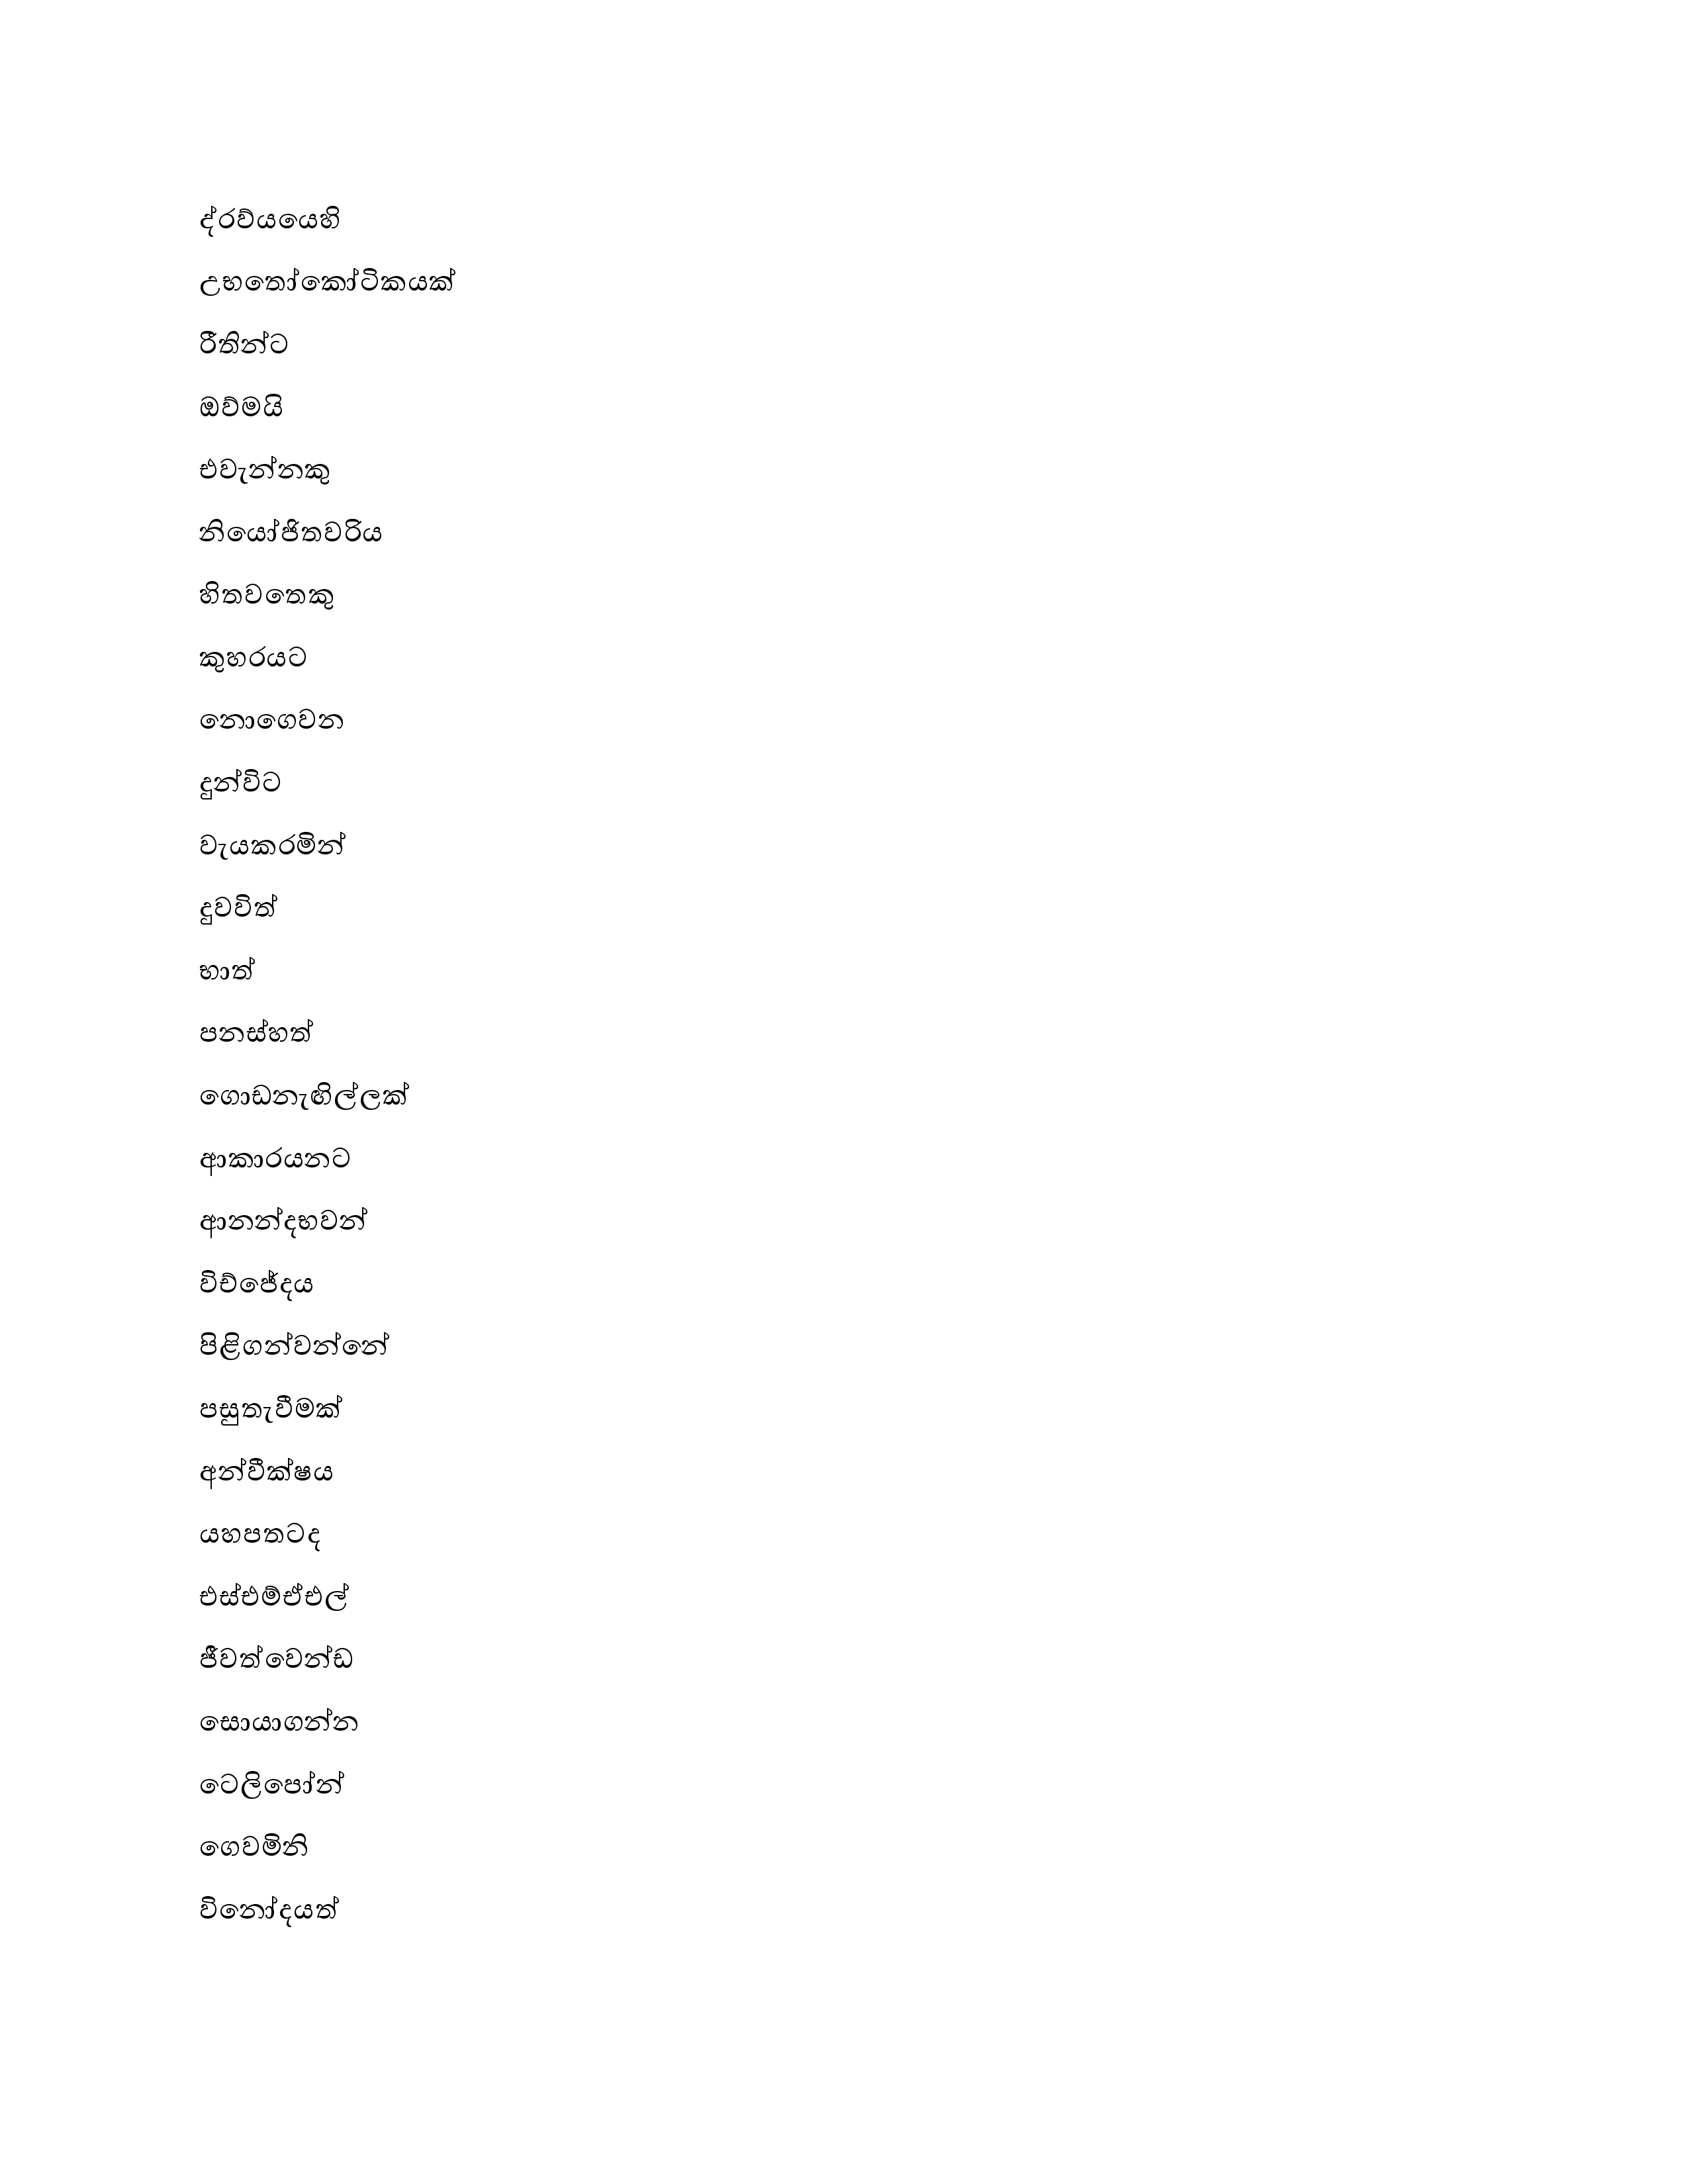 ද්රව්යයෙහි
උභතෝකෝටිකයක්
රීතින්ට
ඔව්මයි
එවැන්නකු
නියෝජිතවරිය
හිතවතෙකු
කුහරයට
නොගෙවන
දුන්විට
වැයකරමින්
දුවවිත්
භාත්
පනස්හත්
ගොඩනැඟිල්ලක්
ආකාරයනට
ආනන්දභවන්
විච්ජේදය
පිළිගන්වන්නේ
පසුතැවීමක්
අන්වීක්ෂය
යහපතටද
එස්එම්ඒඑල්
ජීවත්වෙන්ඩ
සොයාගන්න
ටෙලිපෝන්
ගෙවමිනි
විනෝදයත්